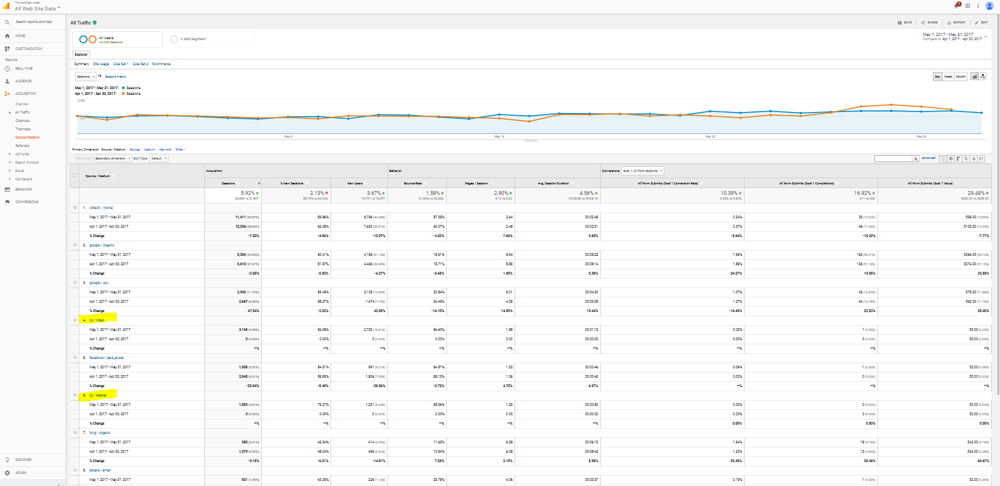 ToyotaClearwater
All Web Site Data
1
Search reports and help
HOME
CUSTOMIZATION
Reports
REAL-TIME
AUDIENCE
ACQUISITION
Overview
All Traffic
Channels
Treemaps
Source/Medium
Referrals
AdWords
Search Console
Social
Campaigns
BEHAVIOR
CONVERSIONS
DISCOVER
ADMIN
All Traffic
SAVE SHARE EXPORT EDIT
All Users
+0.00% Sessions
+ Add Segment
May 1, 2017 - May 31, 2017
Compare to: Apr 1, 2017 - Apr 30, 2017
Explorer
Summary Site Usage Goal Set 1 Goal Set 2 Ecommerce
Sessions VS. Select a metric
Day Week Month
May 1, 2017 - May 31, 2017: Sessions
Apr 1, 2017 - Apr 30, 2017: Sessions
2,000
1,000
... May 8 May 15 May 22 May 29
Primary Dimension: Source / Medium Source Medium Keyword Other
Plot Rows Secondary dimension Sort Type: Default advanced
Source / Medium Acquisition Behavior Conversions Goal 1: All Form Submits
Sessions % New Sessions New Users Bounce Rate Pages / Session Avg. Session Duration All Form Submits (Goal 1 Conversion Rate) All Form Submits (Goal 1 Completions) All Form Submits (Goal 1 Value)
5.92% 2.13% 3.67% 1.58% 2.90% 4.56% 10.39% 16.92% 29.48%
33,689 vs 31,807 58.76% vs 60.04% 19,797 vs 19,097 41.66% vs 42.33% 3.74 vs 3.64 00:03:28 vs 00:03:18 0.92% vs 0.84% 311 vs 266 $694.00 vs $536.00
1. (direct) / (none)
May 1, 2017 - May 31, 2017 11,411 (33.87%) 59.56% 6,796 (34.33%) 57.35% 2.64 00:02:45 0.34% 39 (12.54%) $95.00 (13.69%)
Apr 1, 2017 - Apr 30, 2017 12,296 (38.66%) 62.08% 7,633 (39.97%) 60.07% 2.45 00:02:31 0.37% 46 (17.29%) $103.00 (19.22%)
% Change -7.20% -4.06% -10.97% -4.53% 7.66% 9.60% -8.64% -15.22% -7.77%
2. google / organic
May 1, 2017 - May 31, 2017 8,304 (24.65%) 50.41% 4,186 (21.14%) 15.61% 5.94 00:05:22 1.96% 163 (52.41%) $366.00 (52.74%)
Apr 1, 2017 - Apr 30, 2017 8,610 (27.07%) 51.87% 4,466 (23.39%) 15.71% 5.88 00:05:14 1.58% 136 (51.13%) $274.00 (51.12%)
% Change -3.55% -2.82% -6.27% -0.68% 1.00% 2.38% 24.27% 19.85% 33.58%
3. google / cpc
May 1, 2017 - May 31, 2017 3,943 (11.70%) 53.49% 2,109 (10.65%) 20.54% 5.01 00:04:20 1.07% 42 (13.50%) $79.00 (11.38%)
Apr 1, 2017 - Apr 30, 2017 2,667 (8.38%) 55.27% 1,474 (7.72%) 24.48% 4.38 00:03:38 1.27% 34 (12.78%) $63.00 (11.75%)
% Change 47.84% -3.22% 43.08% -16.10% 14.59% 19.44% -16.45% 23.53% 25.40%
4. cy / video
May 1, 2017 - May 31, 2017 3,165 (9.39%) 86.35% 2,733 (13.81%) 54.60% 1.59 00:01:12 0.03% 1 (0.32%) $3.00 (0.43%)
Apr 1, 2017 - Apr 30, 2017 0 (0.00%) 0.00% 0 (0.00%) 0.00% 0.00 00:00:00 0.00% 0 (0.00%) $0.00 (0.00%)
% Change ∞% ∞% ∞% ∞% ∞% ∞% ∞% ∞% ∞%
5. facebook / paid_social
May 1, 2017 - May 31, 2017 1,808 (5.37%) 54.81% 991 (5.01%) 84.51% 1.32 00:00:46 0.06% 1 (0.32%) $2.00 (0.29%)
Apr 1, 2017 - Apr 30, 2017 2,548 (8.01%) 59.89% 1,526 (7.99%) 85.13% 1.26 00:00:43 0.00% 0 (0.00%) $0.00 (0.00%)
% Change -29.04% -8.48% -35.06% -0.72% 4.70% 6.97% ∞% ∞% ∞%
6. cy / display
May 1, 2017 - May 31, 2017 1,553 (4.61%) 79.27% 1,231 (6.22%) 85.96% 1.29 00:00:50 0.00% 0 (0.00%) $0.00 (0.00%)
Apr 1, 2017 - Apr 30, 2017 0 (0.00%) 0.00% 0 (0.00%) 0.00% 0.00 00:00:00 0.00% 0 (0.00%) $0.00 (0.00%)
% Change ∞% ∞% ∞% ∞% ∞% ∞% 0.00% 0.00% 0.00%
7. bing / organic
May 1, 2017 - May 31, 2017 980 (2.91%) 42.24% 414 (2.09%) 11.63% 6.25 00:06:13 1.84% 18 (5.79%) $40.00 (5.76%)
Apr 1, 2017 - Apr 30, 2017 1,079 (3.39%) 45.04% 486 (2.54%) 10.84% 6.05 00:05:42 1.20% 13 (4.89%) $24.00 (4.48%)
% Change -9.18% -6.21% -14.81% 7.28% 3.19% 8.98% 52.45% 38.46% 66.67%
8. ezcare / email
May 1, 2017 - May 31, 2017 521 (1.55%) 43.38% 226 (1.14%) 29.75% 4.36 00:03:37 0.19% 1 (0.32%) $2.00 (0.29%)